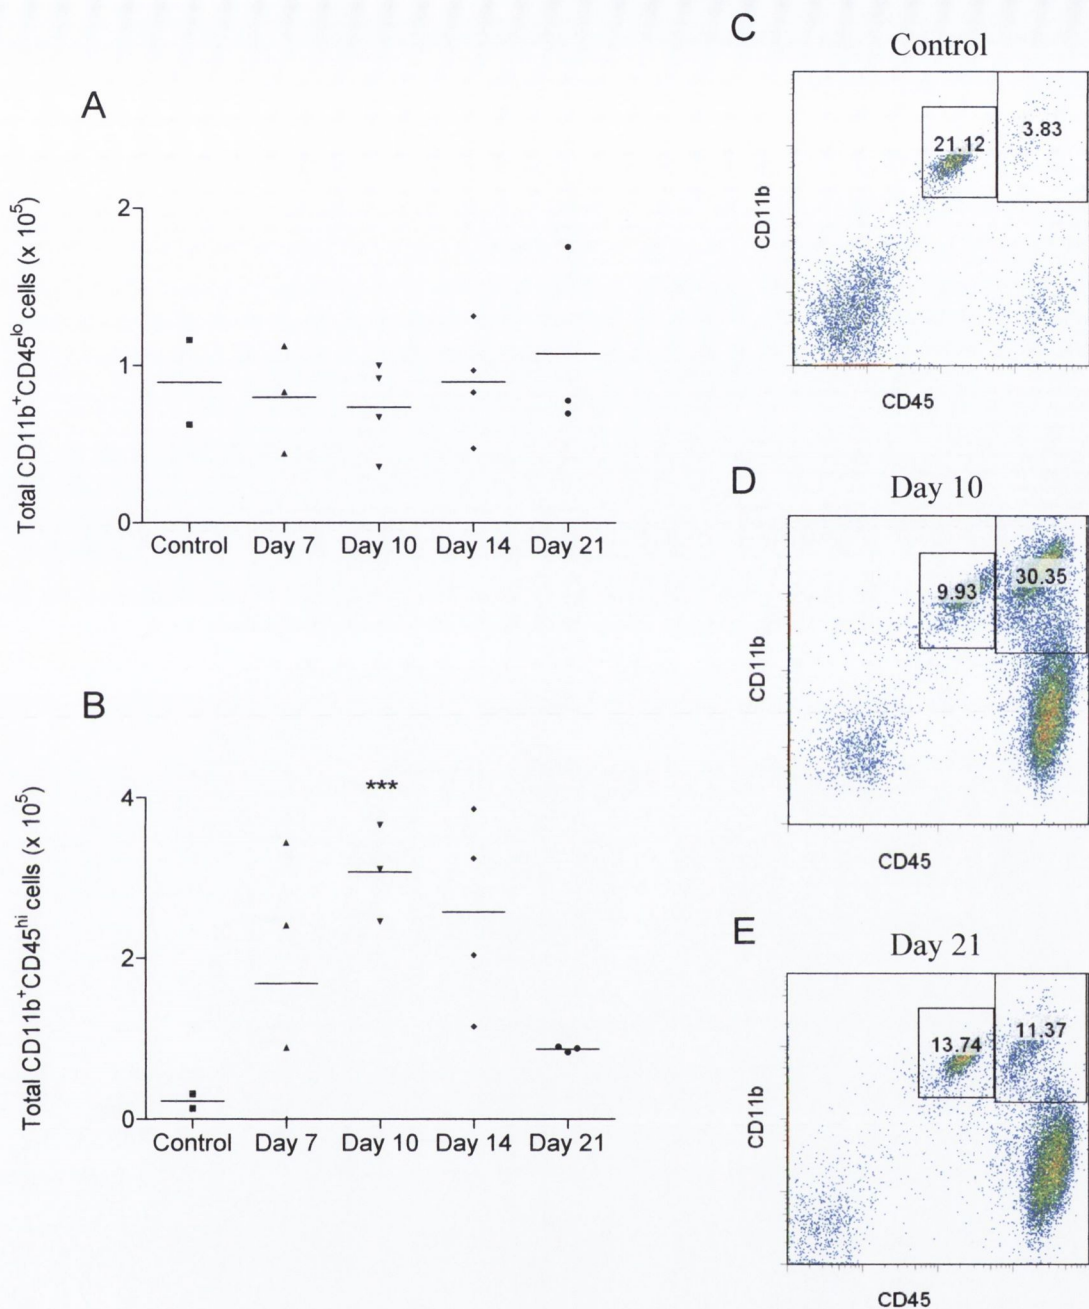 A
Total CD11b⁺CD45ˡᵒ cells (x 10⁵)
2
1
0
Control Day 7 Day 10 Day 14 Day 21
B
Total CD11b⁺CD45ʰⁱ cells (x 10⁵)
***
4
2
0
Control Day 7 Day 10 Day 14 Day 21
C
Control
CD11b
21.12
3.83
CD45
D
Day 10
CD11b
9.93
30.35
CD45
E
Day 21
CD11b
13.74
11.37
CD45